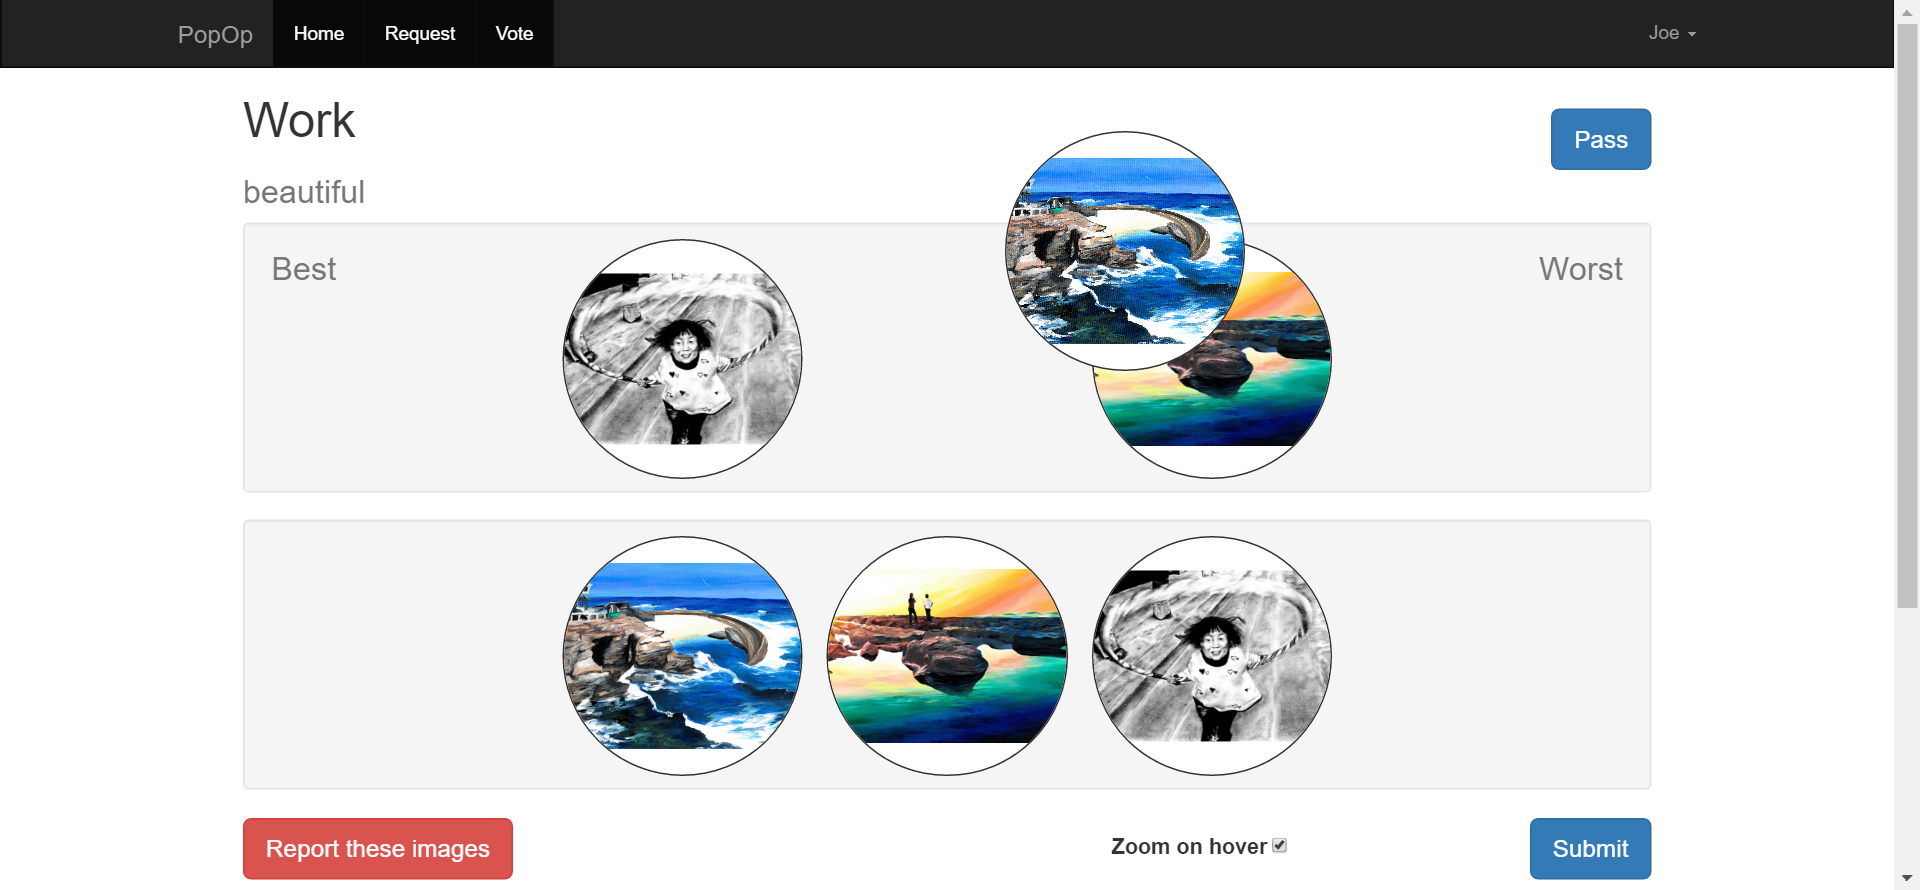 PopOp Home Request Vote Joe
Work
Pass
beautiful
Best
Worst
Report these images
Zoom on hover
Submit